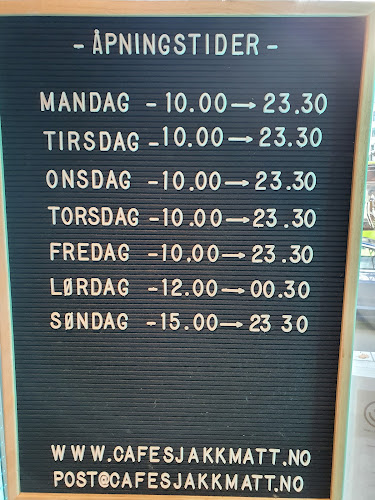 - ÅPNINGSTIDER -
MANDAG - 10.00 → 23.30
TIRSDAG - 10.00 → 23.30
ONSDAG - 10.00 → 23.30
TORSDAG - 10.00 → 23.30
FREDAG - 10.00 → 23.30
LØRDAG - 12.00 → 00.30
SØNDAG - 15.00 → 23 30
WWW.CAFESJAKKMATT.NO
POST@CAFESJAKKMATT.NO